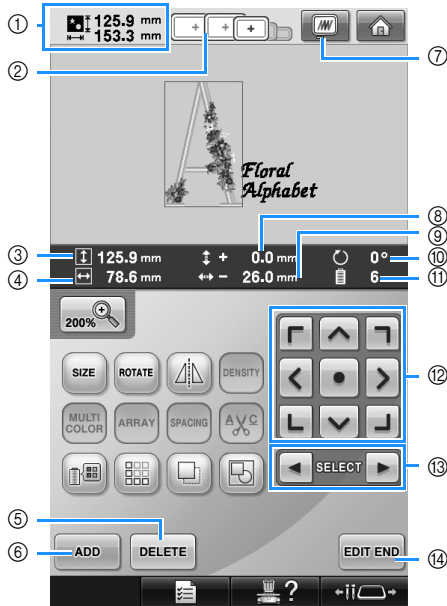 ① 125.9 mm
153.3 mm
②
⑦
Floral
Alphabet
③ 125.9 mm + 0.0 mm 0° ⑧ ⑩
④ 78.6 mm − 26.0 mm 6 ⑨ ⑪
200%
SIZE ROTATE DENSITY
MULTI COLOR ARRAY SPACING A V C
⑫
SELECT ⑬
⑤
⑥ ADD DELETE EDIT END ⑭
?